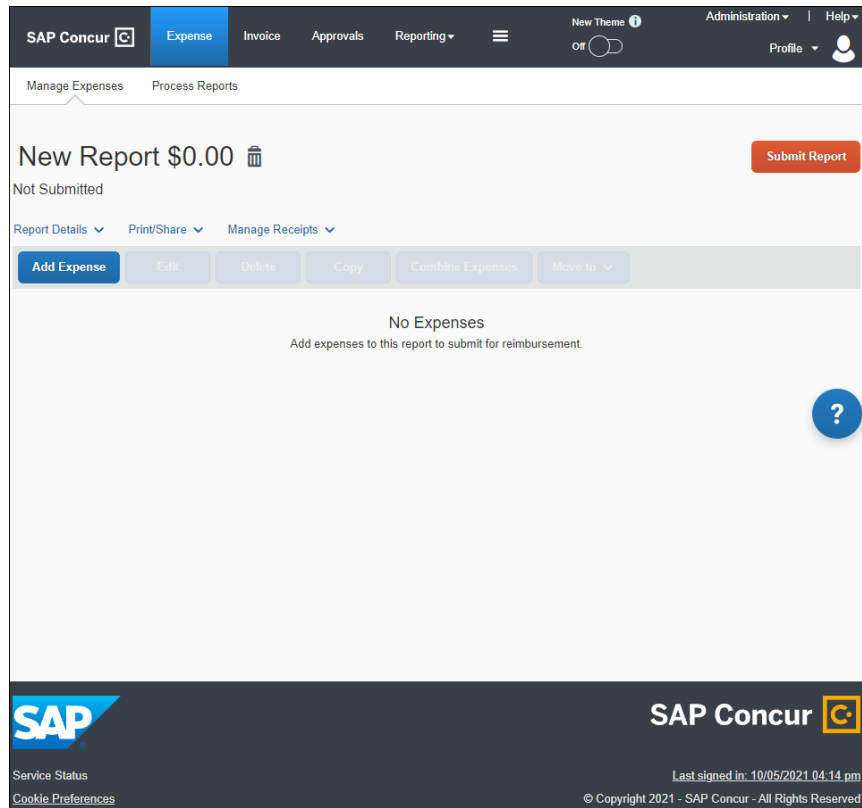 New Theme
Administration | Help
SAP Concur C Expense Invoice Approvals Reporting
Off
Profile
Manage Expenses Process Reports
New Report $0.00
Submit Report
Not Submitted
Report Details Print/Share Manage Receipts
Add Expense Edit Delete Copy Combine Expenses Move to
No Expenses
Add expenses to this report to submit for reimbursement.
?
SAP
SAP Concur C
Service Status
Last signed in: 10/05/2021 04:14 pm
Cookie Preferences
© Copyright 2021 - SAP Concur - All Rights Reserved